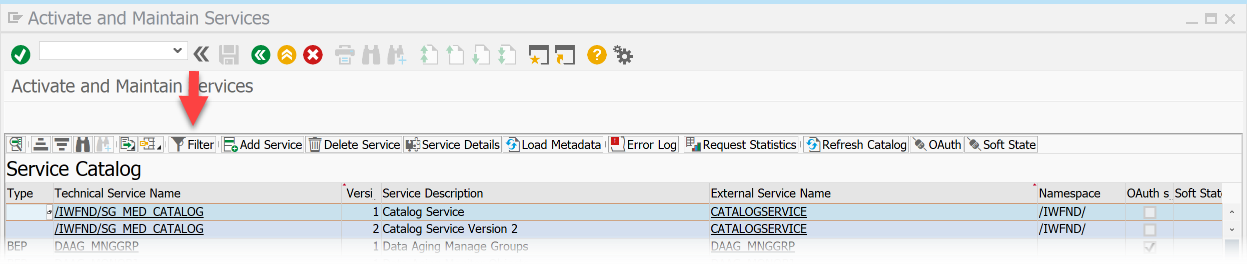 Activate and Maintain Services
Activate and Maintain Services
Filter Add Service Delete Service Service Details Load Metadata Error Log Request Statistics Refresh Catalog OAuth Soft State
Service Catalog
Type Technical Service Name Versi Service Description External Service Name Namespace OAuth s Soft State
/IWFND/SG_MED_CATALOG 1 Catalog Service CATALOGSERVICE /IWFND/
/IWFND/SG_MED_CATALOG 2 Catalog Service Version 2 CATALOGSERVICE /IWFND/
BEP DAAG_MNGGRP 1 Data Aging Manage Groups DAAG_MNGGRP